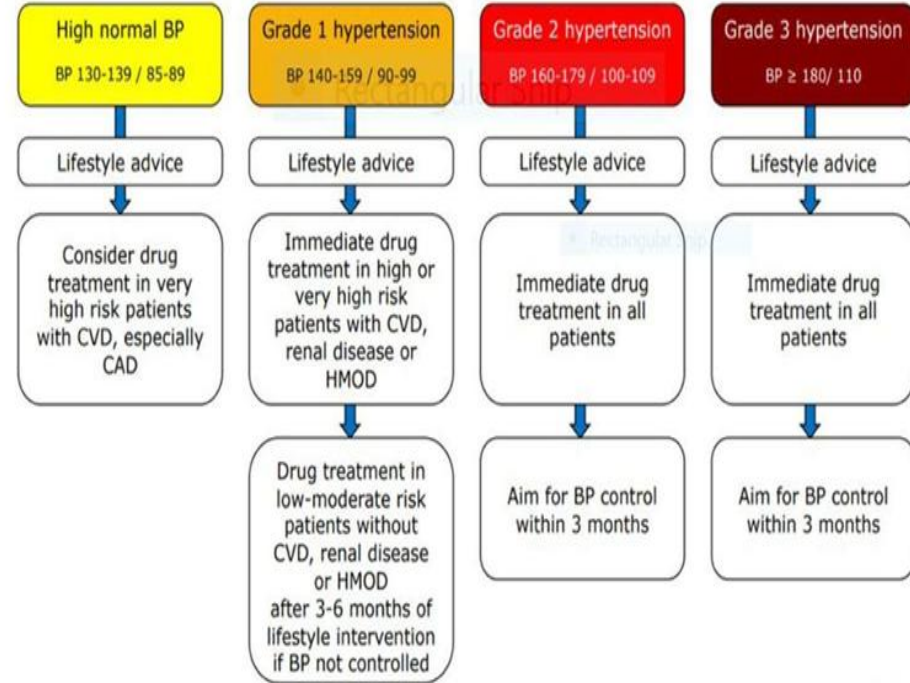 High normal BP
BP 130-139 / 85-89
Lifestyle advice
Consider drug
treatment in very
high risk patients
with CVD, especially
CAD
Grade 1 hypertension
BP 140-159 / 90-99
Lifestyle advice
Immediate drug
treatment in high or
very high risk
patients with CVD,
renal disease or
HMOD
Drug treatment in
low-moderate risk
patients without
CVD, renal disease
or HMOD
after 3-6 months of
lifestyle intervention
if BP not controlled
Grade 2 hypertension
BP 160-179 / 100-109
Lifestyle advice
Immediate drug
treatment in all
patients
Aim for BP control
within 3 months
Grade 3 hypertension
BP ≥ 180/ 110
Lifestyle advice
Immediate drug
treatment in all
patients
Aim for BP control
within 3 months
• Rectangular Snip
• Rectangular Snip